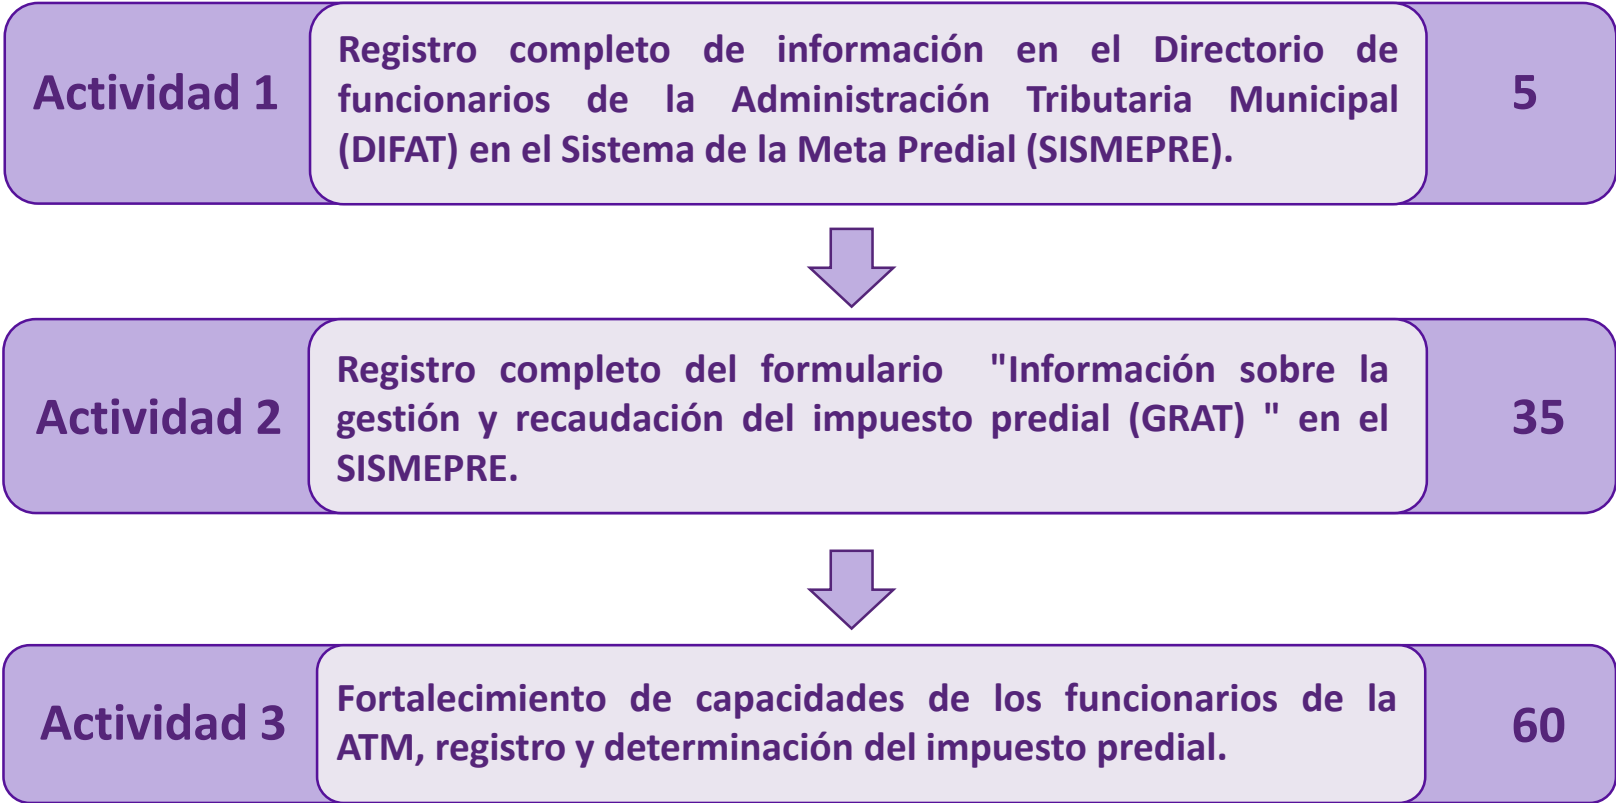 Actividad 1
Registro completo de información en el Directorio de
funcionarios de la Administración Tributaria Municipal
(DIFAT) en el Sistema de la Meta Predial (SISMEPRE).
5
Actividad 2
Registro completo del formulario "Información sobre la
gestión y recaudación del impuesto predial (GRAT) " en el
SISMEPRE.
35
Actividad 3
Fortalecimiento de capacidades de los funcionarios de la
ATM, registro y determinación del impuesto predial.
60